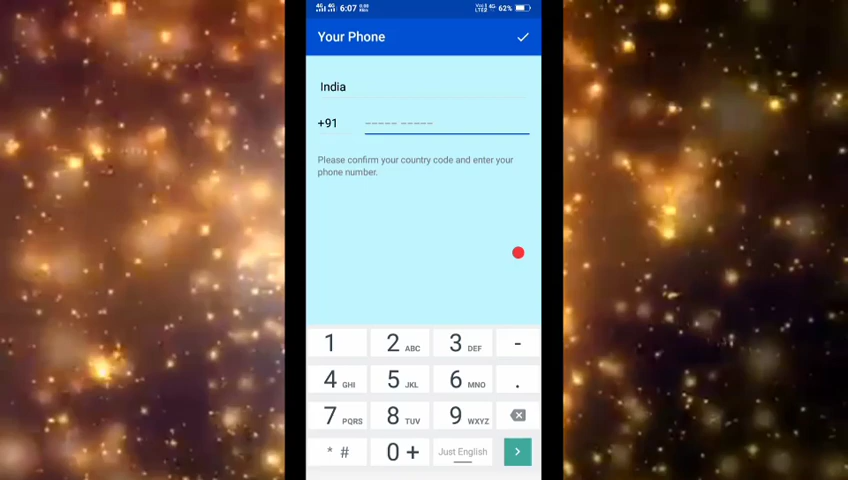 6:07 62%
Your Phone
India
+91 ----- -----
Please confirm your country code and enter your
phone number.
1 2 ABC 3 DEF -
4 GHI 5 JKL 6 MNO .
7 PQRS 8 TUV 9 WXYZ
* # 0 + Just English